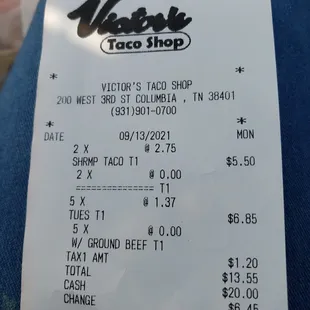 Victor's
Taco Shop
* *
VICTOR'S TACO SHOP
200 WEST 3RD ST COLUMBIA , TN 38401
(931)901-0700
* *
DATE 09/13/2021 MON
2 X @ 2.75
SHRMP TACO T1 $5.50
2 X @ 0.00
=============== T1
5 X @ 1.37
TUES T1 $6.85
5 X @ 0.00
W/ GROUND BEEF T1
TAX1 AMT $1.20
TOTAL $13.55
CASH $20.00
CHANGE $6.45